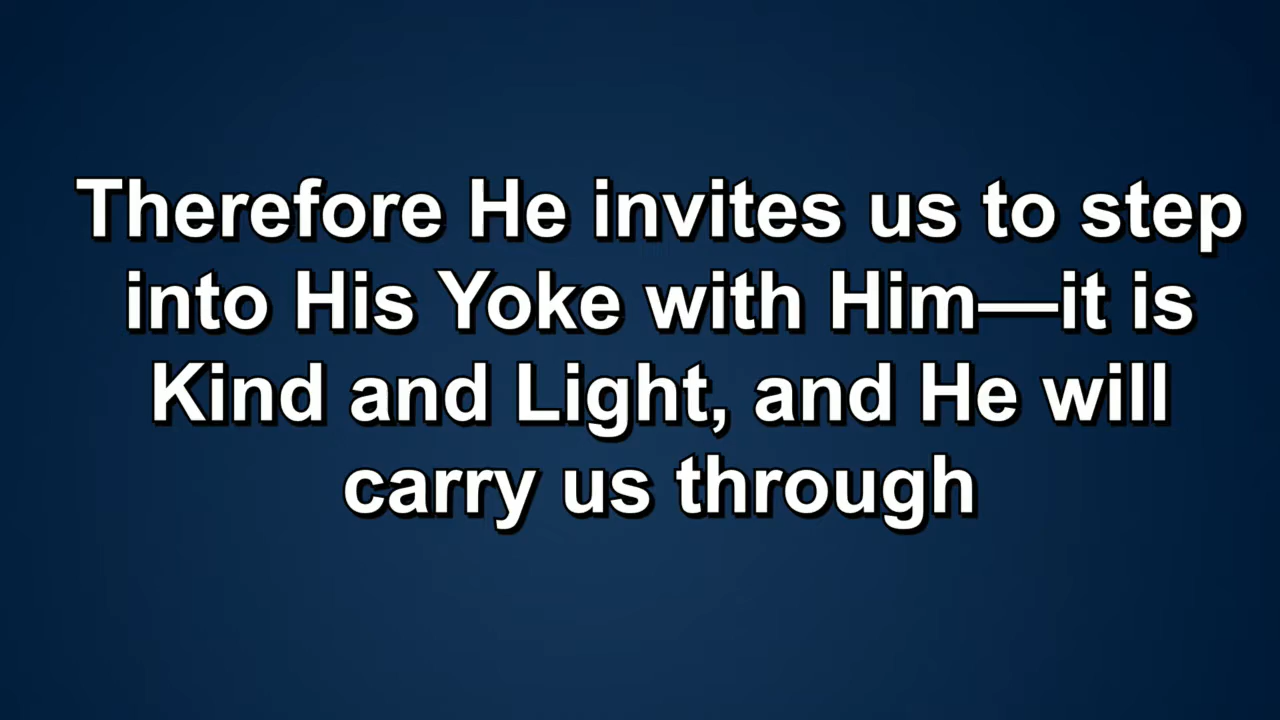 Therefore He invites us to step
into His Yoke with Him—it is
Kind and Light, and He will
carry us through